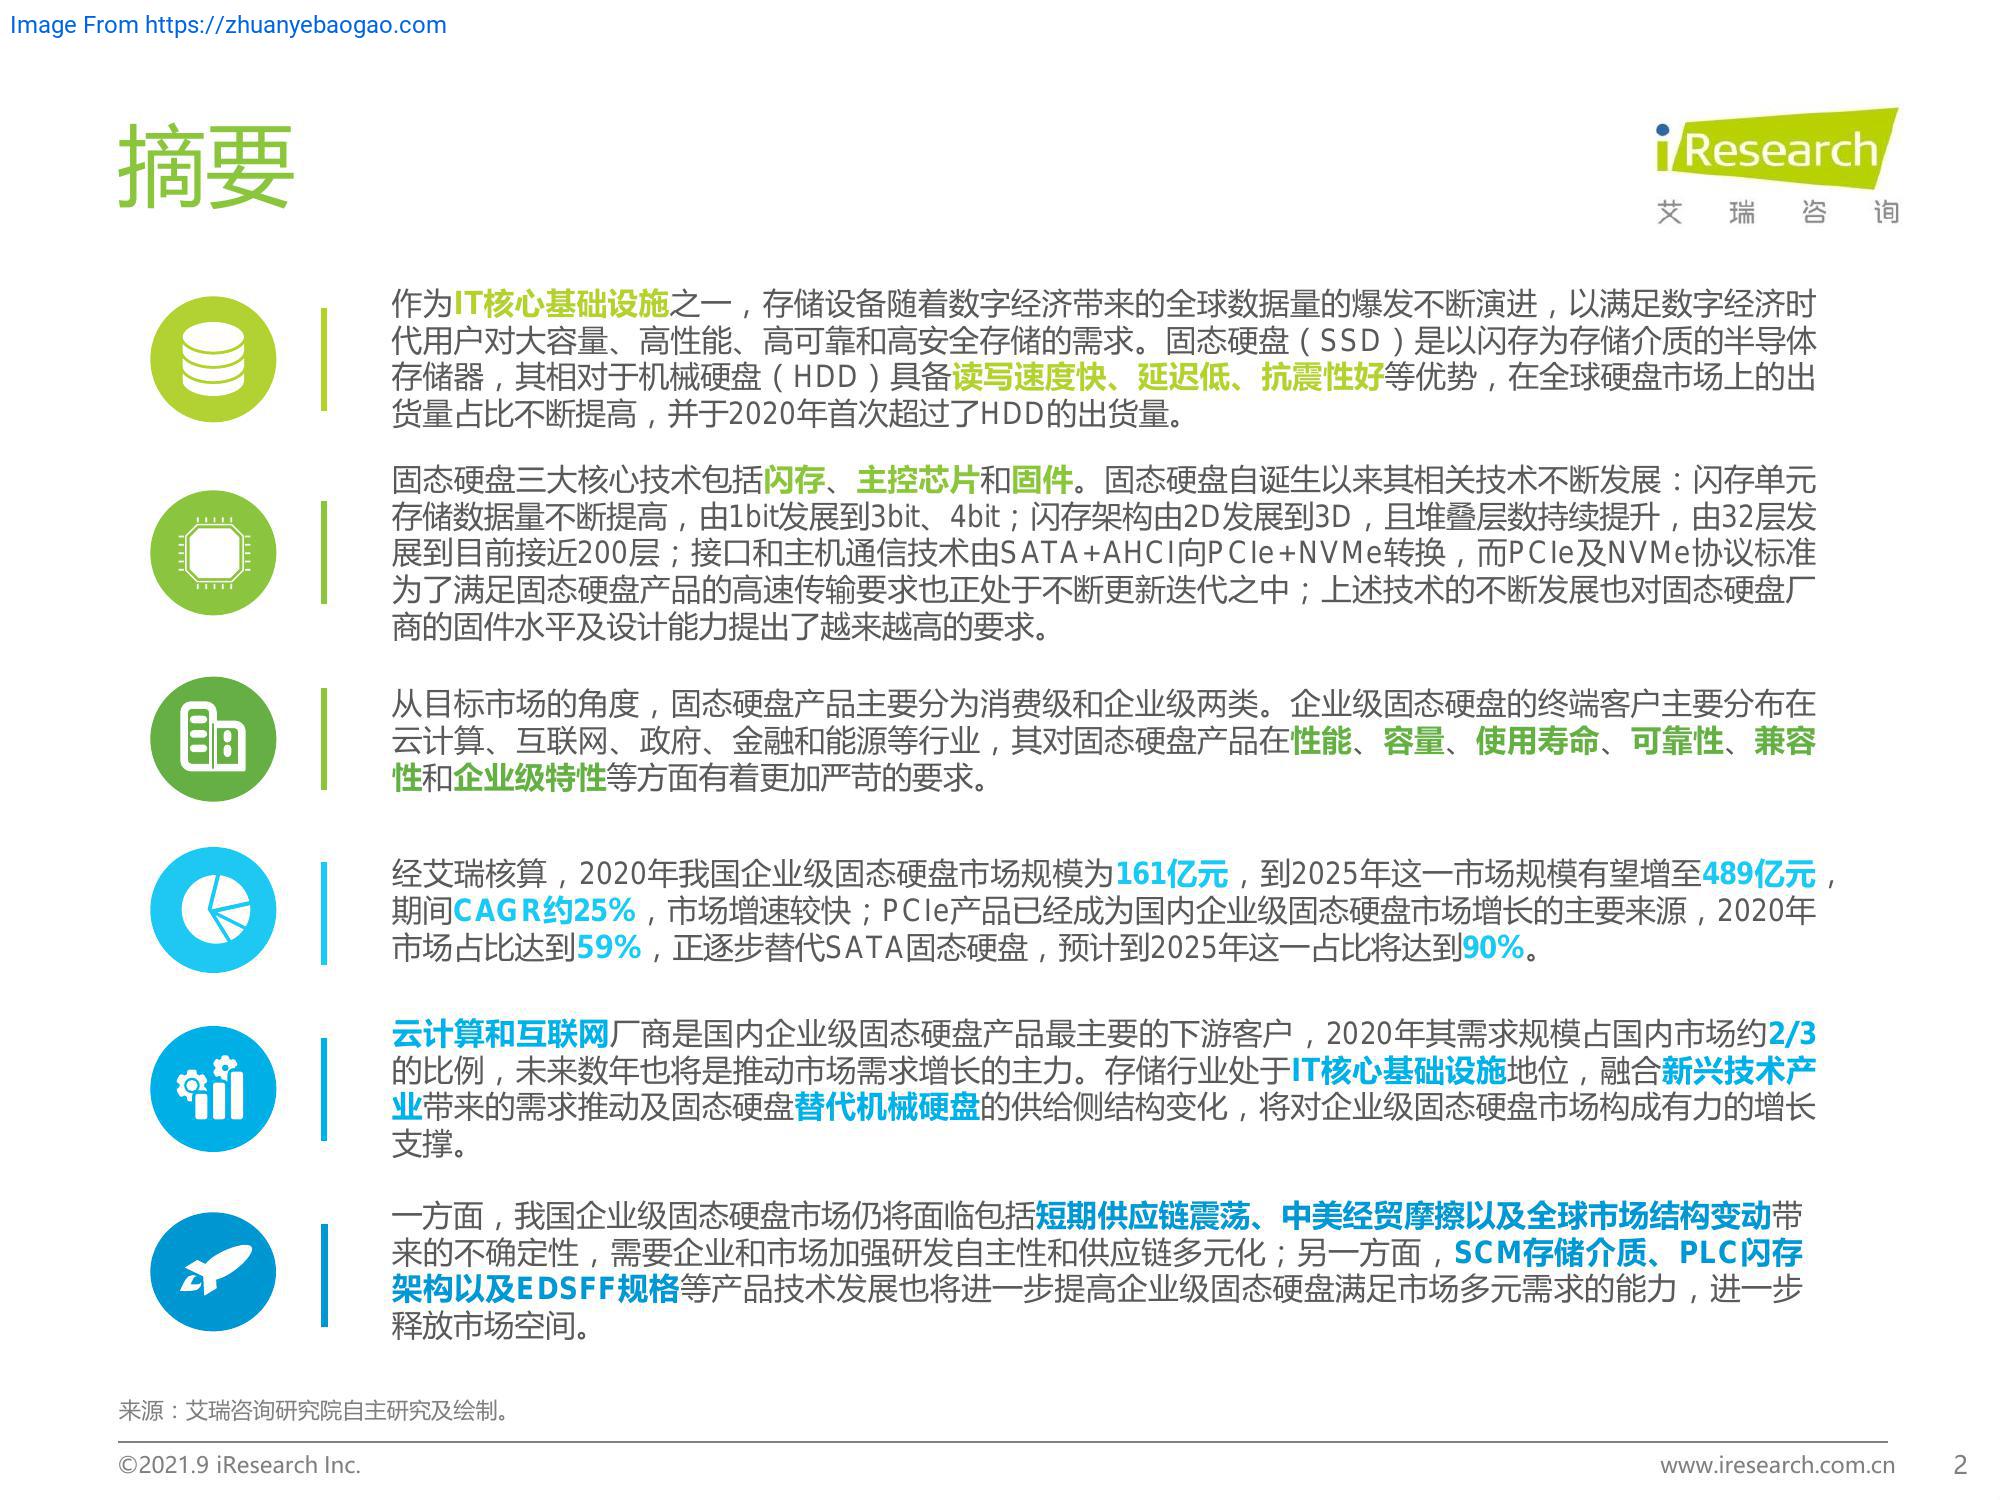 Image From https://zhuanyebaogao.com
摘要
iResearch
艾瑞咨询
作为IT核心基础设施之一，存储设备随着数字经济带来的全球数据量的爆发不断演进，以满足数字经济时
代用户对大容量、高性能、高可靠和高安全存储的需求。固态硬盘（SSD）是以闪存为存储介质的半导体
存储器，其相对于机械硬盘（HDD）具备读写速度快、延迟低、抗震性好等优势，在全球硬盘市场上的出
货量占比不断提高，并于2020年首次超过了HDD的出货量。
固态硬盘三大核心技术包括闪存、主控芯片和固件。固态硬盘自诞生以来其相关技术不断发展：闪存单元
存储数据量不断提高，由1bit发展到3bit、4bit；闪存架构由2D发展到3D，且堆叠层数持续提升，由32层发
展到目前接近200层；接口和主机通信技术由SATA+AHCI向PCIe+NVMe转换，而PCIe及NVMe协议标准
为了满足固态硬盘产品的高速传输要求也正处于不断更新迭代之中；上述技术的不断发展也对固态硬盘厂
商的固件水平及设计能力提出了越来越高的要求。
从目标市场的角度，固态硬盘产品主要分为消费级和企业级两类。企业级固态硬盘的终端客户主要分布在
云计算、互联网、政府、金融和能源等行业，其对固态硬盘产品在性能、容量、使用寿命、可靠性、兼容
性和企业级特性等方面有着更加严苛的要求。
经艾瑞核算，2020年我国企业级固态硬盘市场规模为161亿元，到2025年这一市场规模有望增至489亿元，
期间CAGR约25%，市场增速较快；PCIe产品已经成为国内企业级固态硬盘市场增长的主要来源，2020年
市场占比达到59%，正逐步替代SATA固态硬盘，预计到2025年这一占比将达到90%。
云计算和互联网厂商是国内企业级固态硬盘产品最主要的下游客户，2020年其需求规模占国内市场约2/3
的比例，未来数年也将是推动市场需求增长的主力。存储行业处于IT核心基础设施地位，融合新兴技术产
业带来的需求推动及固态硬盘替代机械硬盘的供给侧结构变化，将对企业级固态硬盘市场构成有力的增长
支撑。
一方面，我国企业级固态硬盘市场仍将面临包括短期供应链震荡、中美经贸摩擦以及全球市场结构变动带
来的不确定性，需要企业和市场加强研发自主性和供应链多元化；另一方面，SCM存储介质、PLC闪存
架构以及EDSFF规格等产品技术发展也将进一步提高企业级固态硬盘满足市场多元需求的能力，进一步
释放市场空间。
来源：艾瑞咨询研究院自主研究及绘制。
©2021.9 iResearch Inc.
www.iresearch.com.cn
2